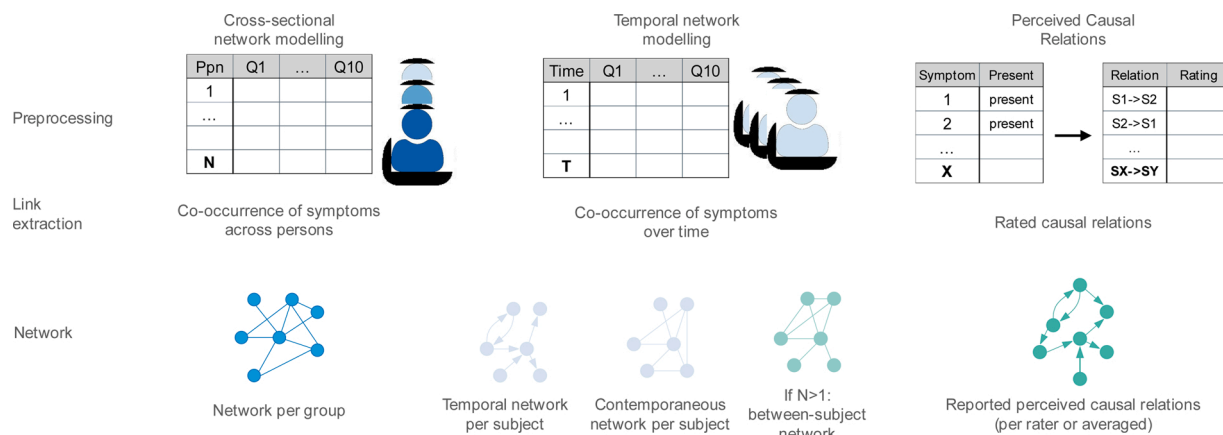 Cross-sectional
network modelling
Temporal network
modelling
Perceived Causal
Relations
Preprocessing
Ppn Q1 ... Q10
1
...
N
Time Q1 ... Q10
1
...
T
Symptom Present
1 present
2 present
...
X
Relation Rating
S1->S2
S2->S1
...
SX->SY
Link
extraction
Co-occurrence of symptoms
across persons
Co-occurrence of symptoms
over time
Rated causal relations
Network
Network per group
Temporal network
per subject
Contemporaneous
network per subject
If N>1:
between-subject
network
Reported perceived causal relations
(per rater or averaged)